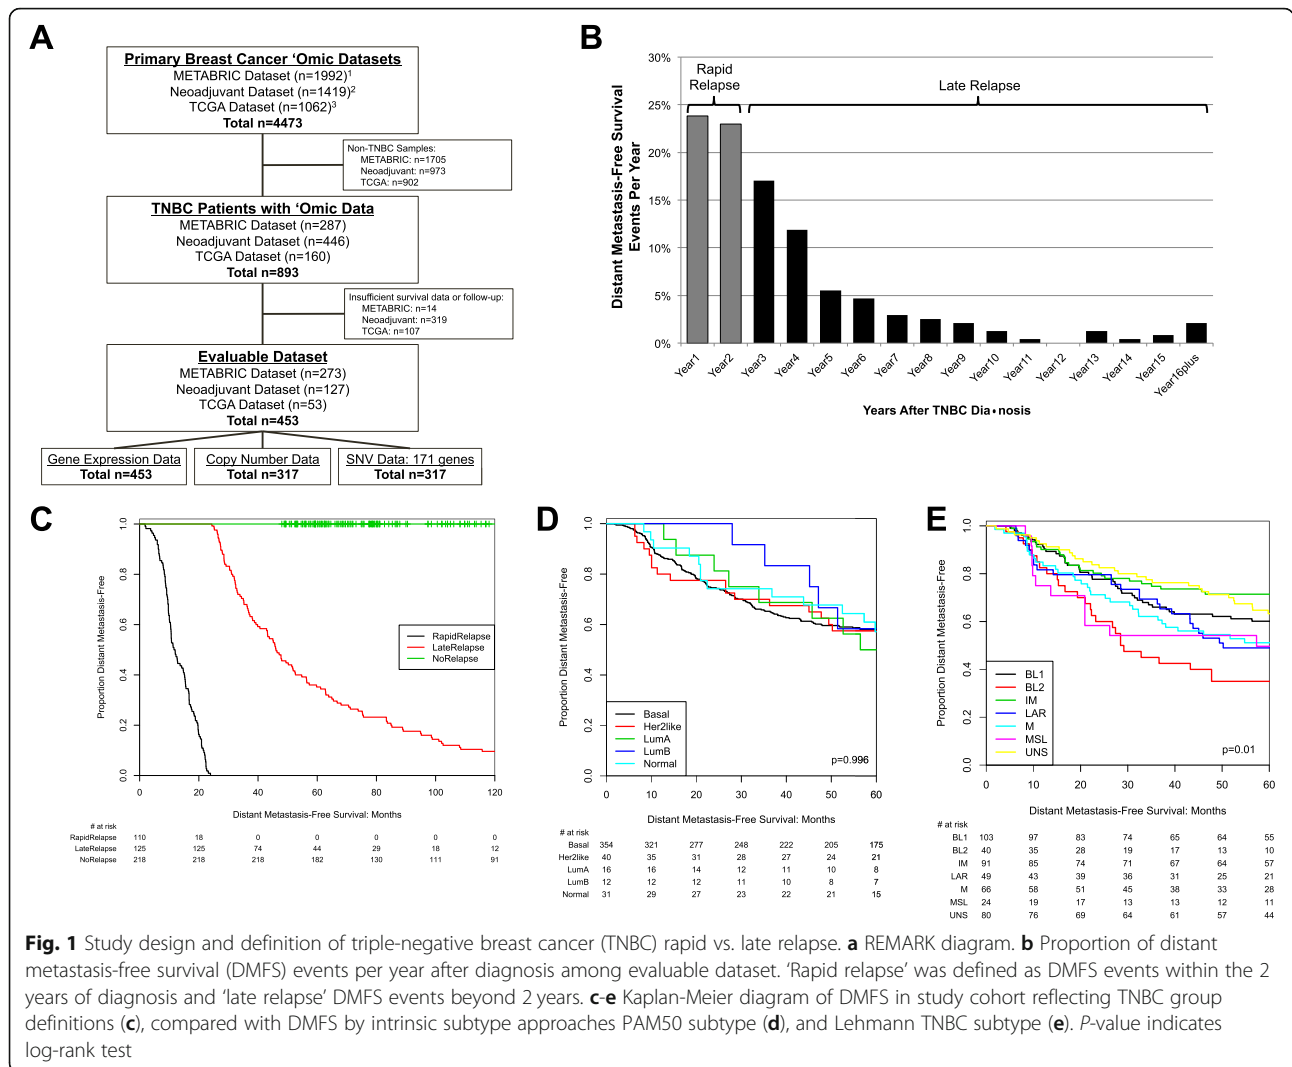 A
Primary Breast Cancer ‘Omic Datasets
METABRIC Dataset (n=1992)1
Neoadjuvant Dataset (n=1419)2
TCGA Dataset (n=1062)3
Total n=4473
Non-TNBC Samples:
METABRIC: n=1705
Neoadjuvant: n=973
TCGA: n=902
TNBC Patients with ‘Omic Data
METABRIC Dataset (n=287)
Neoadjuvant Dataset (n=446)
TCGA Dataset (n=160)
Total n=893
Insufficient survival data or follow-up:
METABRIC: n=14
Neoadjuvant: n=319
TCGA: n=107
Evaluable Dataset
METABRIC Dataset (n=273)
Neoadjuvant Dataset (n=127)
TCGA Dataset (n=53)
Total n=453
Gene Expression Data
Total n=453
Copy Number Data
Total n=317
SNV Data: 171 genes
Total n=317
B
Distant Metastasis-Free Survival
Events Per Year
30%
25%
20%
15%
10%
5%
0%
Rapid
Relapse
Late Relapse
Year1 Year2 Year3 Year4 Year5 Year6 Year7 Year8 Year9 Year10 Year11 Year12 Year13 Year14 Year15 Year16plus
Years After TNBC Dia•nosis
C
Proportion Distant Metastasis-Free
1.0
0.8
0.6
0.4
0.2
0.0
RapidRelapse
LateRelapse
NoRelapse
0 20 40 60 80 100 120
Distant Metastasis-Free Survival: Months
# at risk
RapidRelapse 110 18 0 0 0 0 0
LateRelapse 125 125 74 44 29 18 12
NoRelapse 218 218 218 182 130 111 91
D
Proportion Distant Metastasis-Free
1.0
0.8
0.6
0.4
0.2
0.0
Basal
Her2like
LumA
LumB
Normal
p=0.996
0 10 20 30 40 50 60
Distant Metastasis-Free Survival: Months
# at risk
Basal 354 321 277 248 222 205 175
Her2like 40 35 31 28 27 24 21
LumA 16 16 14 12 11 10 8
LumB 12 12 12 11 10 8 7
Normal 31 29 27 23 22 21 15
E
Proportion Distant Metastasis-Free
1.0
0.8
0.6
0.4
0.2
0.0
BL1
BL2
IM
LAR
M
MSL
UNS
p=0.01
0 10 20 30 40 50 60
Distant Metastasis-Free Survival: Months
# at risk
BL1 103 97 83 74 65 64 55
BL2 40 35 28 19 17 13 10
IM 91 85 74 71 67 64 57
LAR 49 43 39 36 31 25 21
M 66 58 51 45 38 33 28
MSL 24 19 17 13 13 12 11
UNS 80 76 69 64 61 57 44
Fig. 1 Study design and definition of triple-negative breast cancer (TNBC) rapid vs. late relapse. a REMARK diagram. b Proportion of distant
metastasis-free survival (DMFS) events per year after diagnosis among evaluable dataset. ‘Rapid relapse’ was defined as DMFS events within the 2
years of diagnosis and ‘late relapse’ DMFS events beyond 2 years. c-e Kaplan-Meier diagram of DMFS in study cohort reflecting TNBC group
definitions (c), compared with DMFS by intrinsic subtype approaches PAM50 subtype (d), and Lehmann TNBC subtype (e). P-value indicates
log-rank test